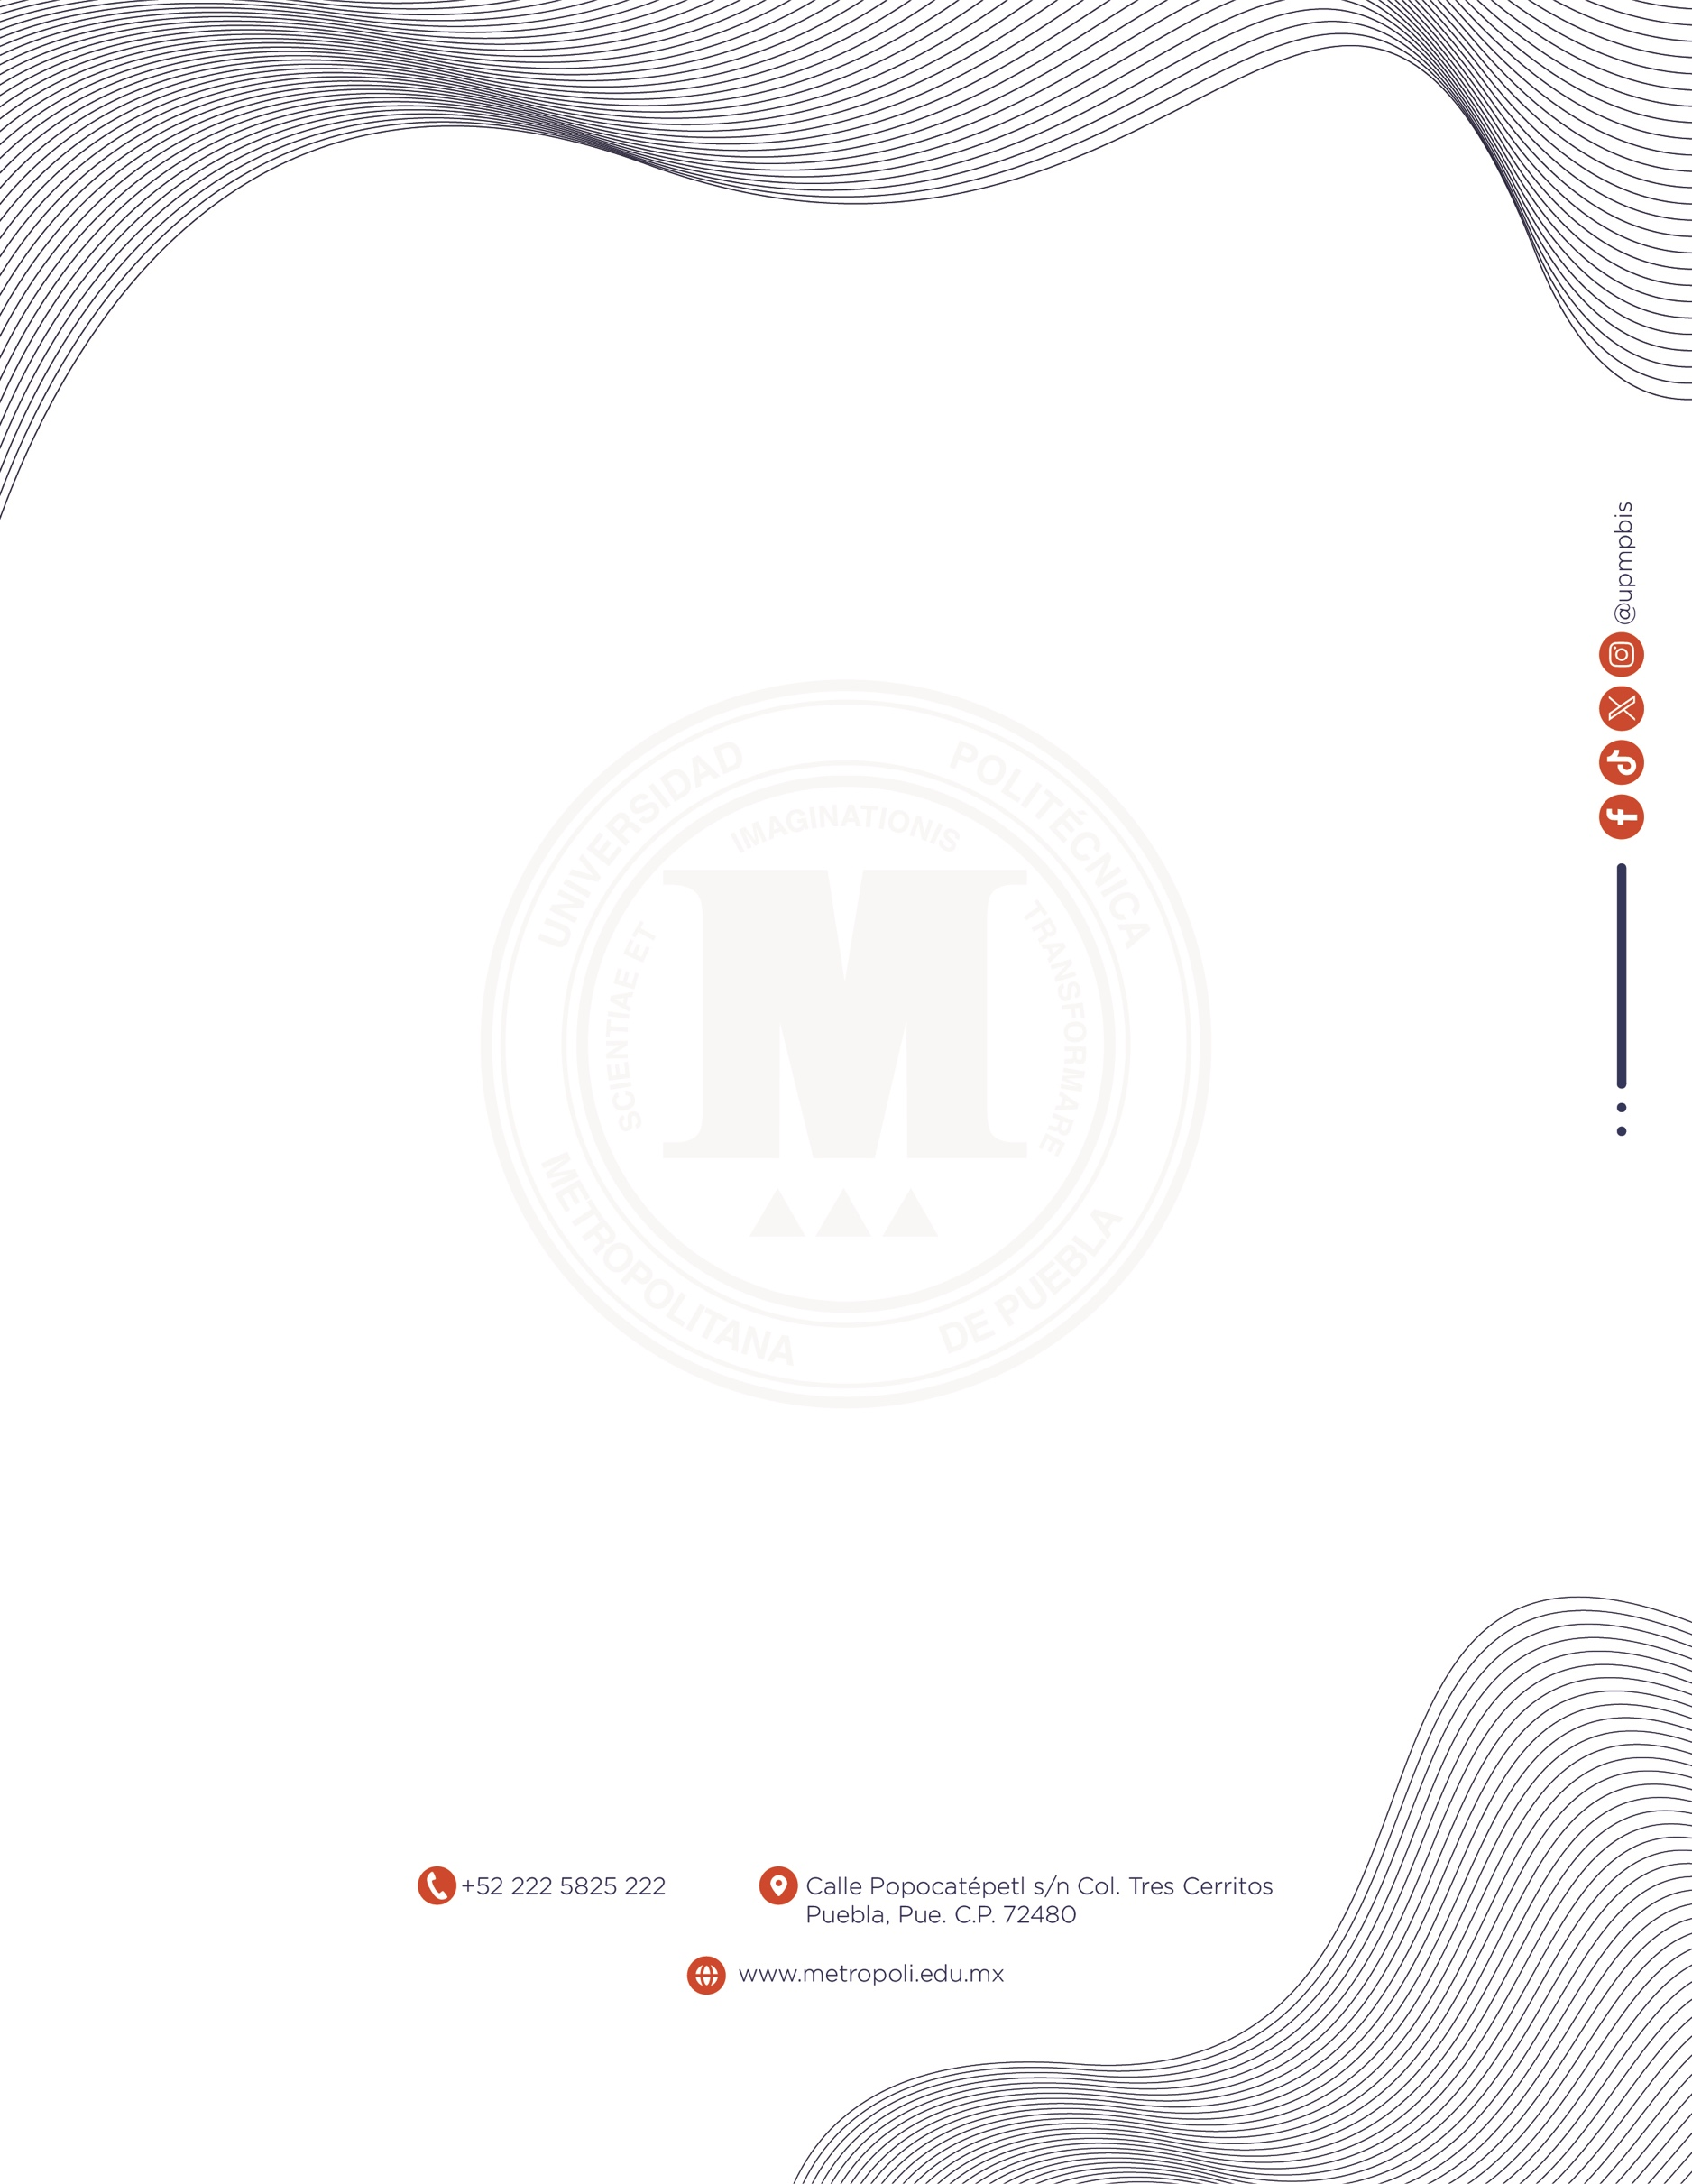 @upmpbis
UNIVERSIDAD POLITÉCNICA
METROPOLITANA DE PUEBLA
SCIENTIAE ET IMAGINATIONIS TRANSFORMARE
M
+52 222 5825 222
Calle Popocatépetl s/n Col. Tres Cerritos
Puebla, Pue. C.P. 72480
www.metropoli.edu.mx